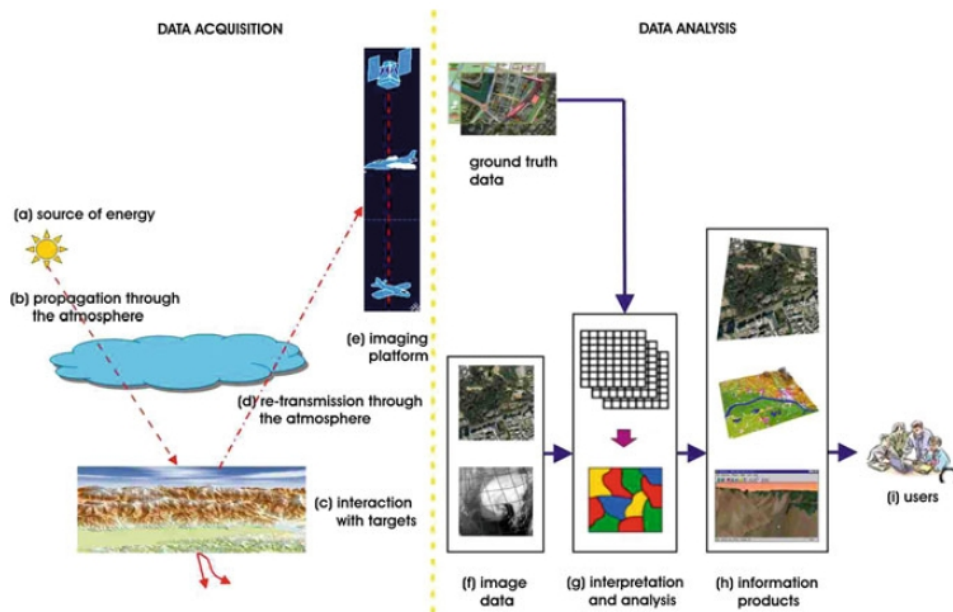 DATA ACQUISITION
(a) source of energy
(b) propagation through
the atmosphere
(e) imaging
platform
(d) re-transmission through
the atmosphere
(c) interaction
with targets
DATA ANALYSIS
ground truth
data
(f) image
data
(g) interpretation
and analysis
(h) information
products
(i) users